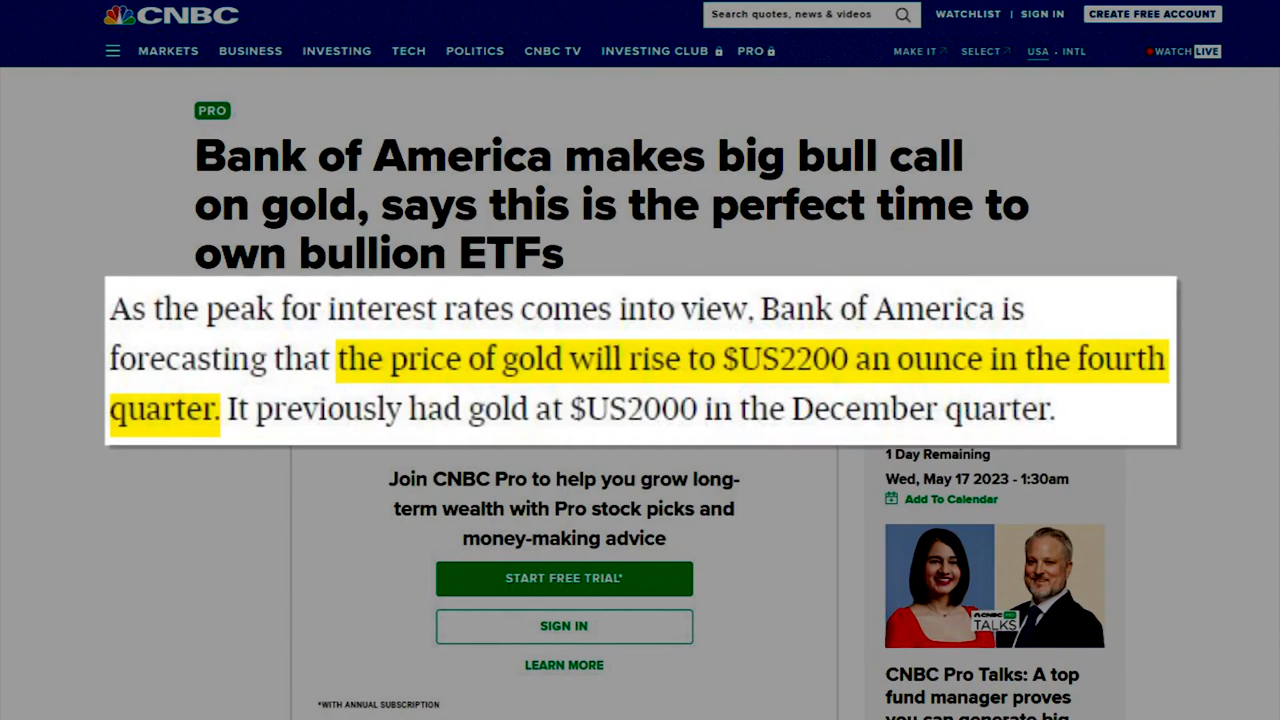 CNBC
Search quotes, news & videos
WATCHLIST | SIGN IN
CREATE FREE ACCOUNT
MARKETS BUSINESS INVESTING TECH POLITICS CNBC TV INVESTING CLUB PRO
MAKE IT SELECT USA • INTL WATCH LIVE
PRO
Bank of America makes big bull call
on gold, says this is the perfect time to
own bullion ETFs
As the peak for interest rates comes into view, Bank of America is
forecasting that the price of gold will rise to $US2200 an ounce in the fourth
quarter. It previously had gold at $US2000 in the December quarter.
Join CNBC Pro to help you grow long-
term wealth with Pro stock picks and
money-making advice
START FREE TRIAL*
SIGN IN
LEARN MORE
*WITH ANNUAL SUBSCRIPTION
1 Day Remaining
Wed, May 17 2023 - 1:30am
Add To Calendar
CNBC PRO
TALKS
CNBC Pro Talks: A top
fund manager proves
you can generate big